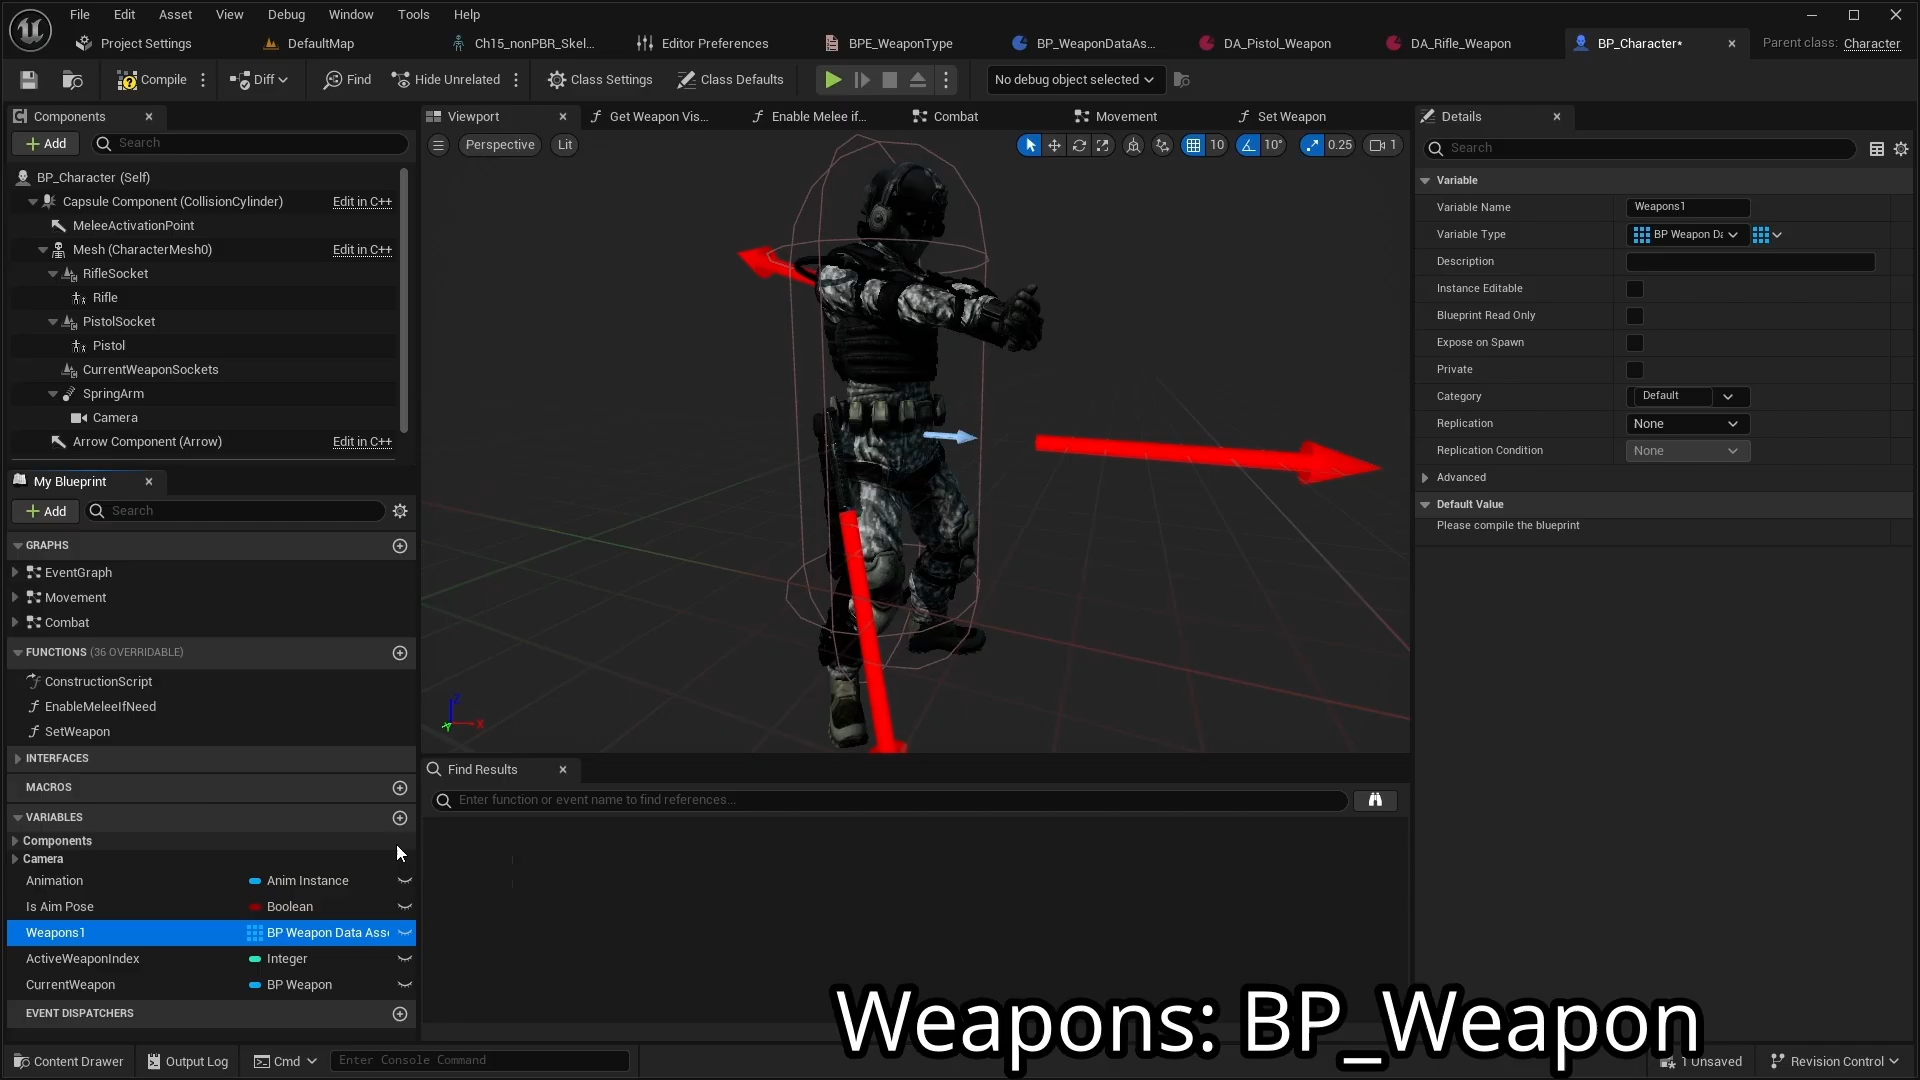 File Edit Asset View Debug Window Tools Help
Project Settings DefaultMap Ch15_nonPBR_Skel... Editor Preferences BPE_WeaponType BP_WeaponDataAs... DA_Pistol_Weapon DA_Rifle_Weapon BP_Character* Parent class: Character
Compile Diff Find Hide Unrelated Class Settings Class Defaults No debug object selected
Components
Add Search
BP_Character (Self)
Capsule Component (CollisionCylinder) Edit in C++
MeleeActivationPoint
Mesh (CharacterMesh0) Edit in C++
RifleSocket
Rifle
PistolSocket
Pistol
CurrentWeaponSockets
SpringArm
Camera
Arrow Component (Arrow) Edit in C++
My Blueprint
Add Search
GRAPHS
EventGraph
Movement
Combat
FUNCTIONS (36 OVERRIDABLE)
ConstructionScript
EnableMeleeIfNeed
SetWeapon
INTERFACES
MACROS
VARIABLES
Components
Camera
Animation Anim Instance
Is Aim Pose Boolean
Weapons1 BP Weapon Data Ass
ActiveWeaponIndex Integer
CurrentWeapon BP Weapon
EVENT DISPATCHERS
Viewport Get Weapon Vis... Enable Melee if... Combat Movement Set Weapon
Perspective Lit 10 10° 0.25 1
Z
X
Find Results
Enter function or event name to find references...
Details
Search
Variable
Variable Name Weapons1
Variable Type BP Weapon Da
Description
Instance Editable
Blueprint Read Only
Expose on Spawn
Private
Category Default
Replication None
Replication Condition None
Advanced
Default Value
Please compile the blueprint
Weapons: BP_Weapon
Content Drawer Output Log Cmd Enter Console Command 1 Unsaved Revision Control